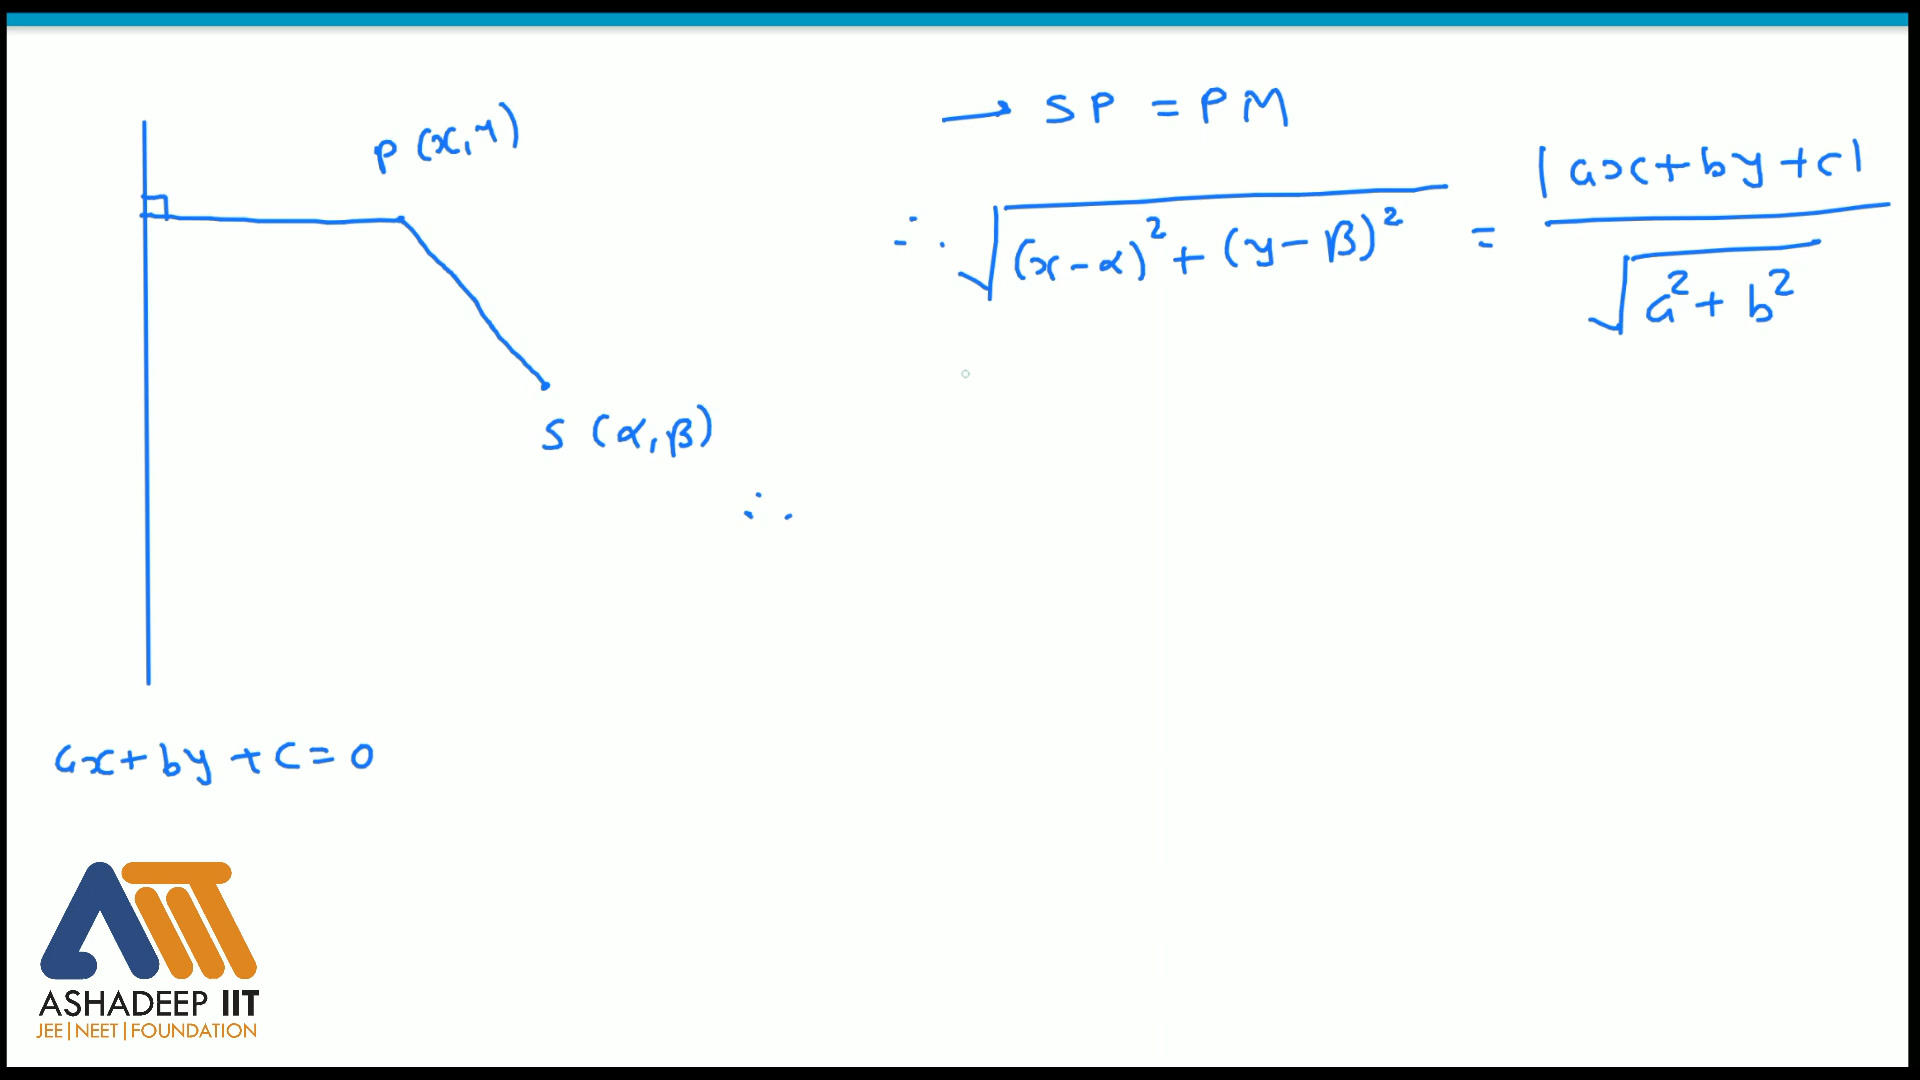 P (x, y)
→ SP = PM
∴ √((x-α)² + (y-β)²) = |ax+by+c| / √(a²+b²)
S (α, β)
∴
ax+by+c=0
ASHADEEP IIT
JEE|NEET|FOUNDATION